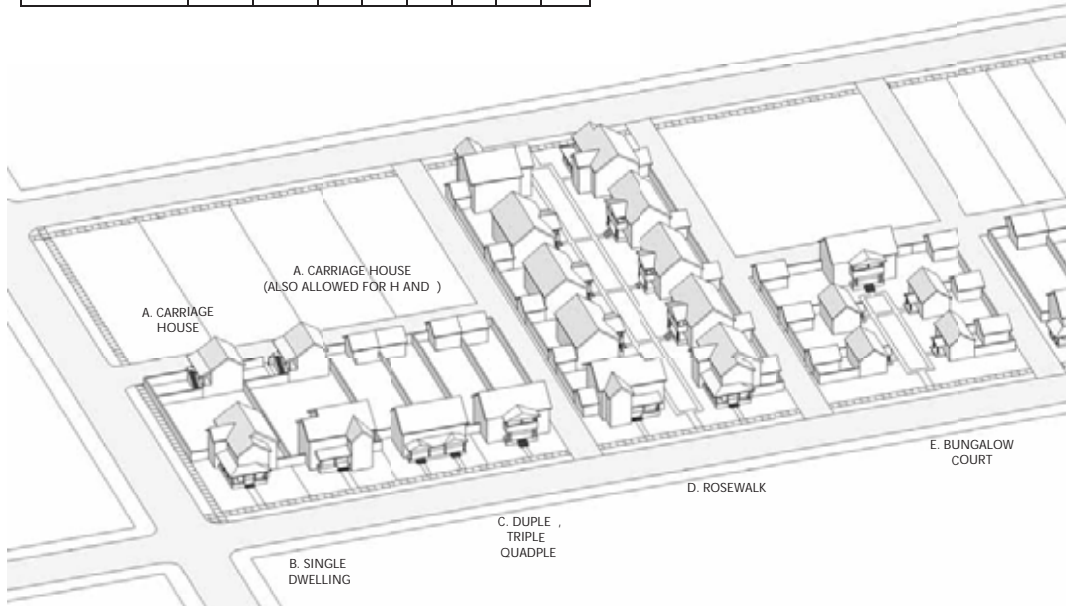 A. CARRIAGE HOUSE
(ALSO ALLOWED FOR H AND )
A. CARRIAGE
HOUSE
E. BUNGALOW
COURT
D. ROSEWALK
C. DUPLE ,
TRIPLE
QUADPLE
B. SINGLE
DWELLING